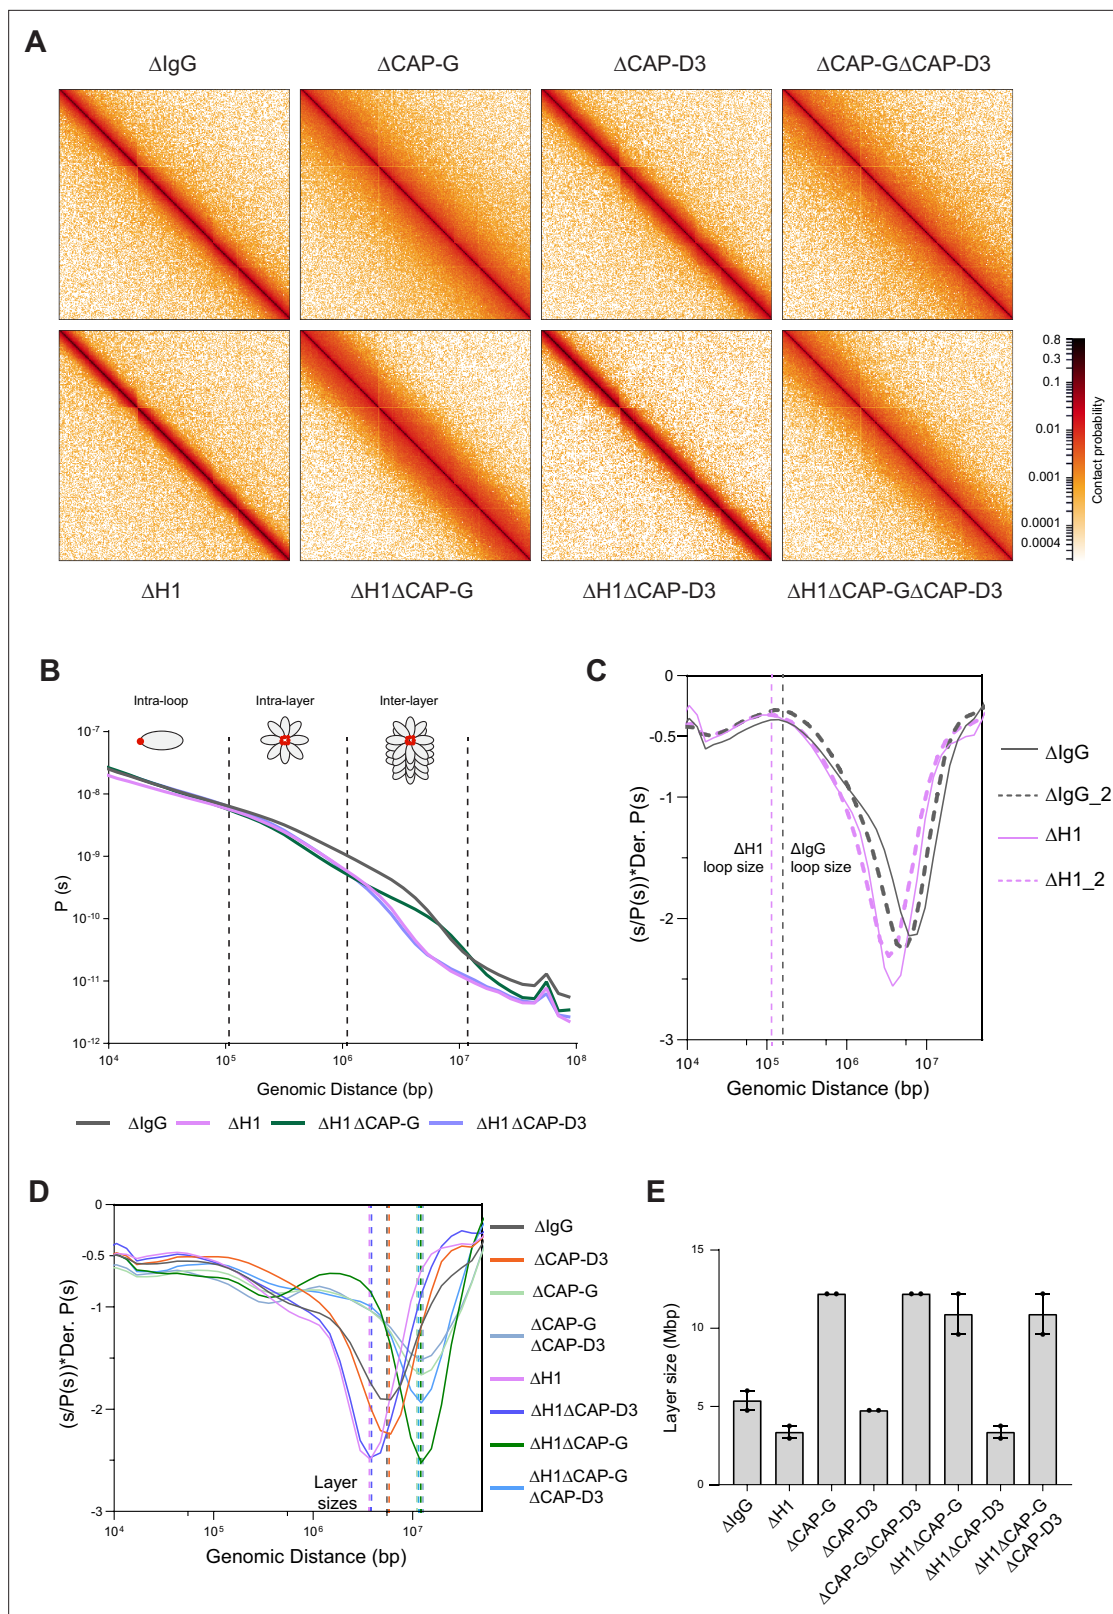 A
ΔIgG
ΔCAP-G
ΔCAP-D3
ΔCAP-GΔCAP-D3
0.8
0.3
0.1
0.01
0.001
0.0001
0.0004
Contact probability
ΔH1
ΔH1ΔCAP-G
ΔH1ΔCAP-D3
ΔH1ΔCAP-GΔCAP-D3
B
Intra-loop
Intra-layer
Inter-layer
10-7
10-8
10-9
10-10
10-11
10-12
P (s)
104
105
106
107
108
Genomic Distance (bp)
ΔIgG
ΔH1
ΔH1ΔCAP-G
ΔH1ΔCAP-D3
C
0
-0.5
-1
-2
-3
(s/P(s))*Der. P(s)
ΔH1
loop size
ΔIgG
loop size
104
105
106
107
Genomic Distance (bp)
ΔIgG
ΔIgG_2
ΔH1
ΔH1_2
D
0
-0.5
-1
-2
-3
(s/P(s))*Der. P(s)
Layer
sizes
104
105
106
107
Genomic Distance (bp)
ΔIgG
ΔCAP-D3
ΔCAP-G
ΔCAP-G
ΔCAP-D3
ΔH1
ΔH1ΔCAP-D3
ΔH1ΔCAP-G
ΔH1ΔCAP-G
ΔCAP-D3
E
15
10
5
0
Layer size (Mbp)
ΔIgG
ΔH1
ΔCAP-G
ΔCAP-D3
ΔCAP-GΔCAP-D3
ΔH1ΔCAP-G
ΔH1ΔCAP-D3
ΔH1ΔCAP-G
ΔCAP-D3